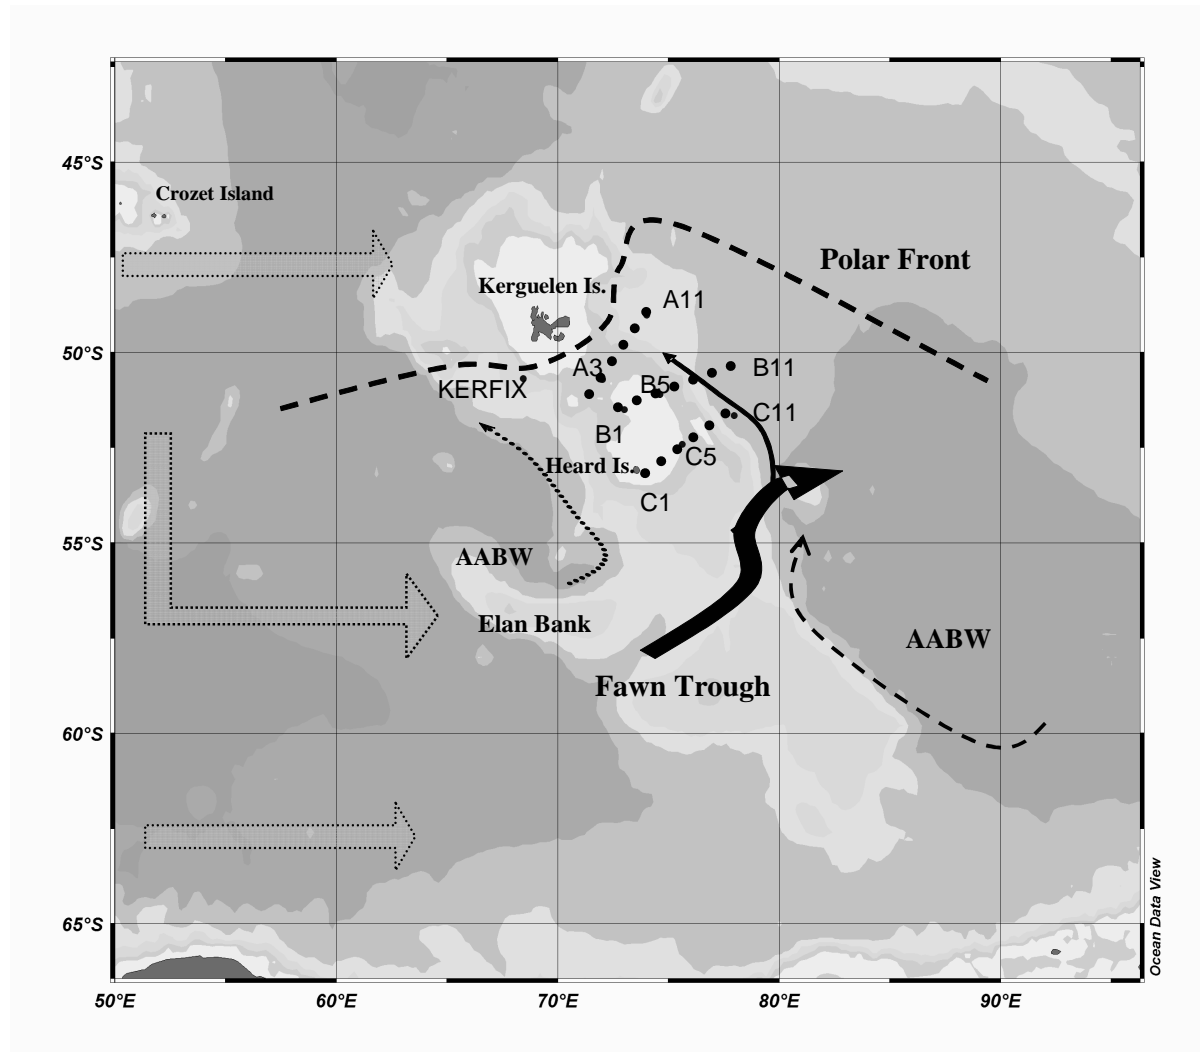 45°S
Crozet Island
Polar Front
Kerguelen Is.
A11
50°S
A3
B11
KERFIX
B5
C11
B1
C5
Heard Is.
C1
55°S
AABW
Elan Bank
AABW
Fawn Trough
60°S
65°S
Ocean Data View
50°E
60°E
70°E
80°E
90°E